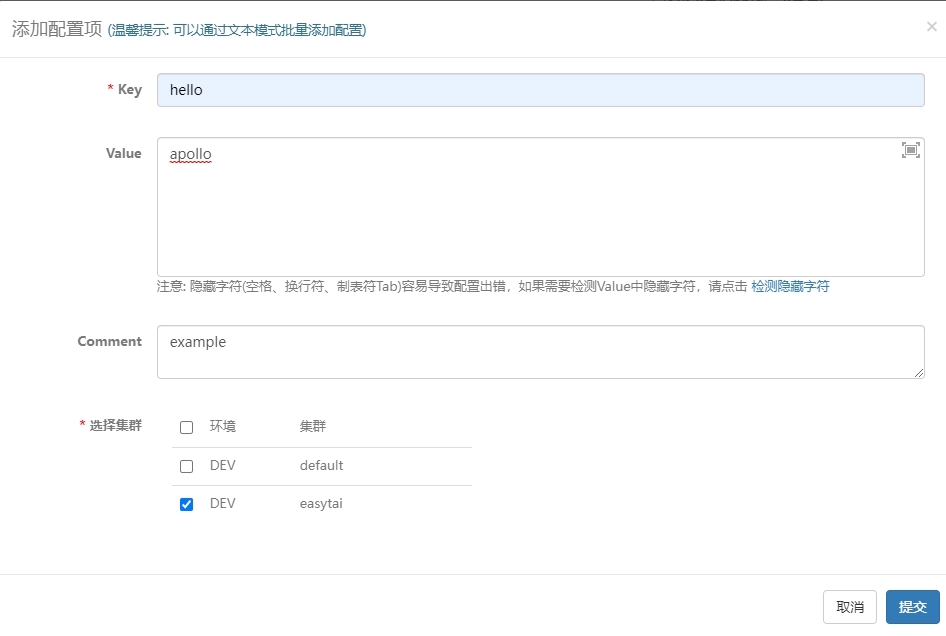 添加配置项 (温馨提示: 可以通过文本模式批量添加配置)
×
* Key hello
Value apollo
注意: 隐藏字符(空格、换行符、制表符Tab)容易导致配置出错，如果需要检测Value中隐藏字符，请点击 检测隐藏字符
Comment example
* 选择集群 环境 集群
DEV default
DEV easytai
取消 提交